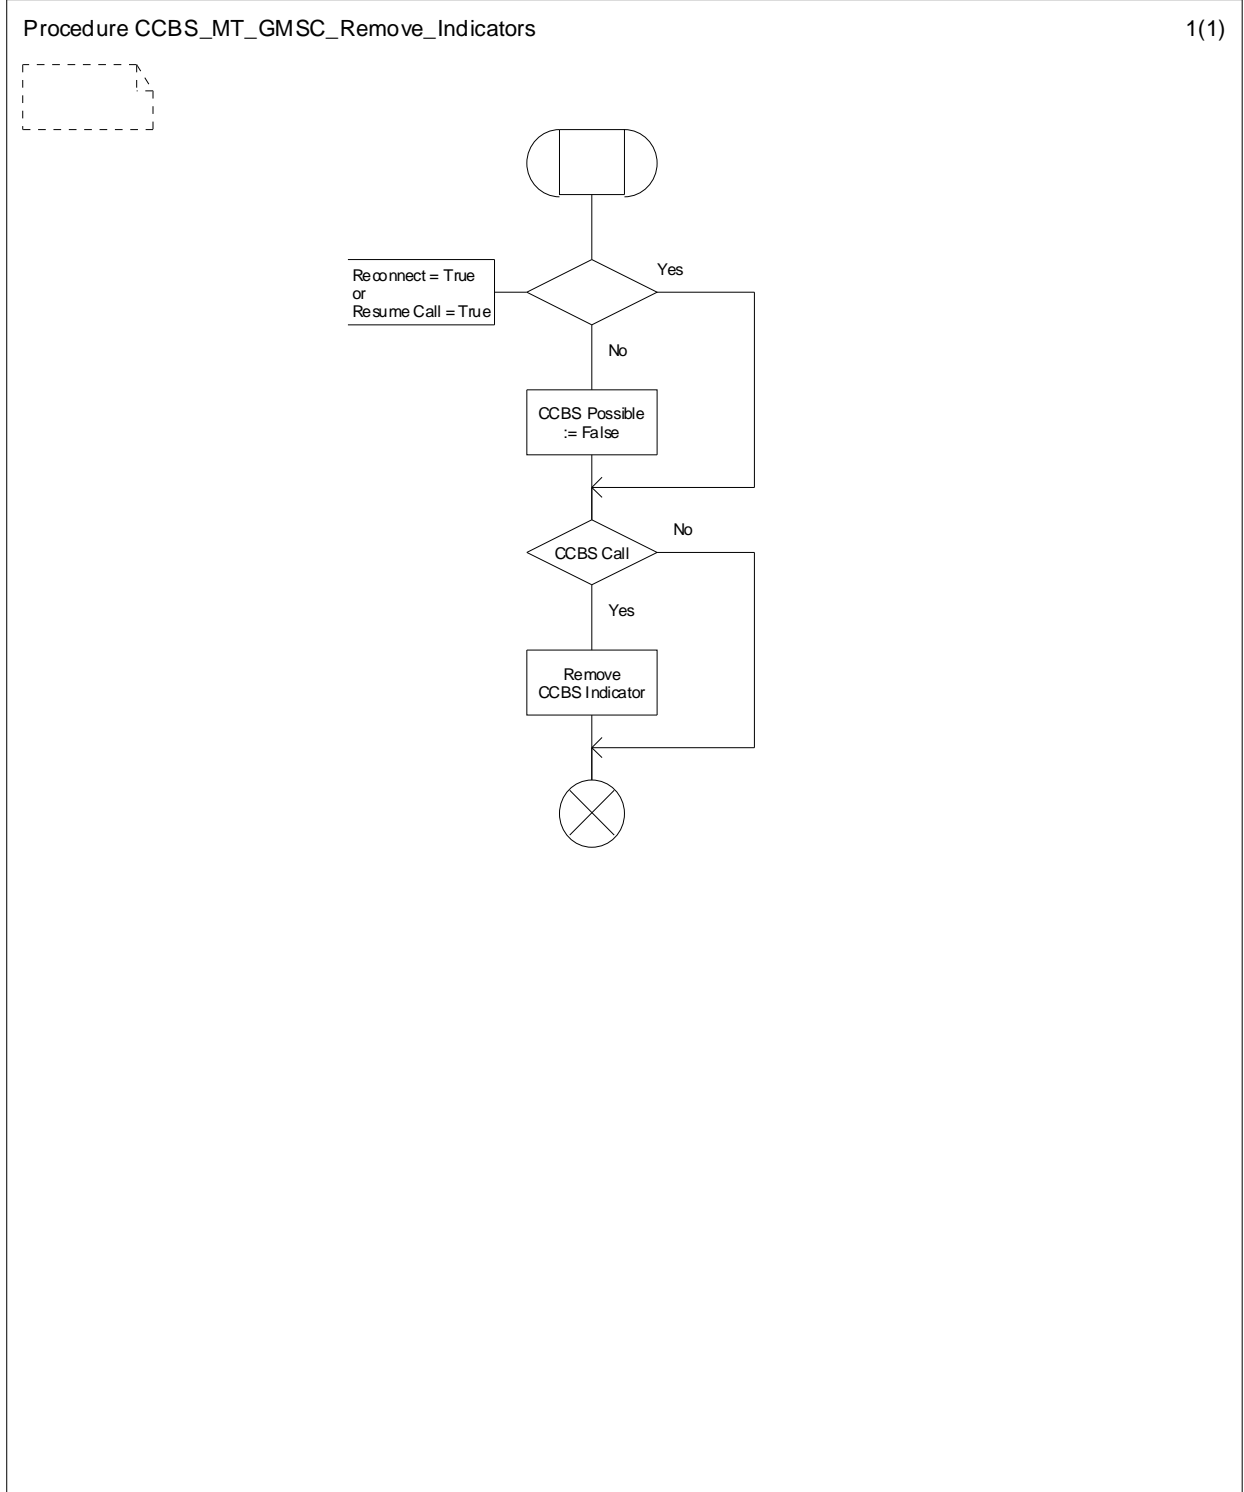 Procedure CCBS_MT_GMSC_Remove_Indicators
1(1)
Reconnect = True
or
Resume Call = True
Yes
No
CCBS Possible
:= False
CCBS Call
No
Yes
Remove
CCBS Indicator